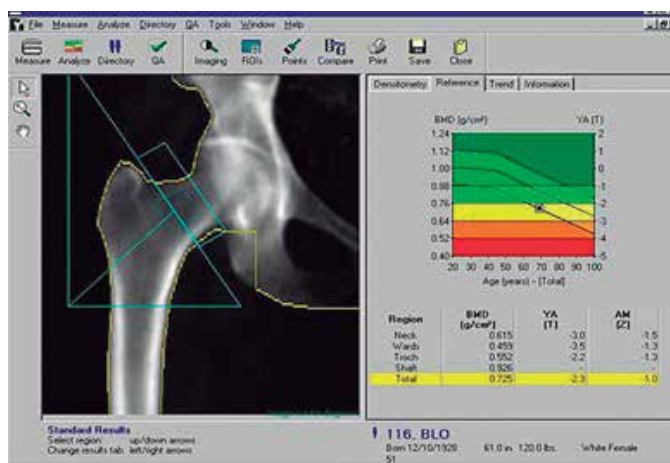 File Measure Analyze Directory QA Tools Window Help
Measure Analyze Directory QA Imaging ROIs Points Compare Print Save Close
Densitometry Reference Trend Information
BMD (g/cm²) YA (T)
1.24 2
1.12 1
1.00 0
0.88 -1
0.76 -2
0.64 -3
0.52 -4
0.40 -5
20 30 40 50 60 70 80 90 100
Age (years) - [Total]
Region BMD (g/cm²) YA (T) AM (Z)
Neck 0.615 -3.0 -1.5
Wards 0.459 -3.5 -1.3
Troch 0.552 -2.2 -1.3
Shaft 0.926 - -
Total 0.725 -2.3 -1.0
Standard Results
Select region: up/down arrows
Change results tab: left/right arrows
116, BLO
Born 12/10/1928 61.0 in 120.0 lbs. White Female
51